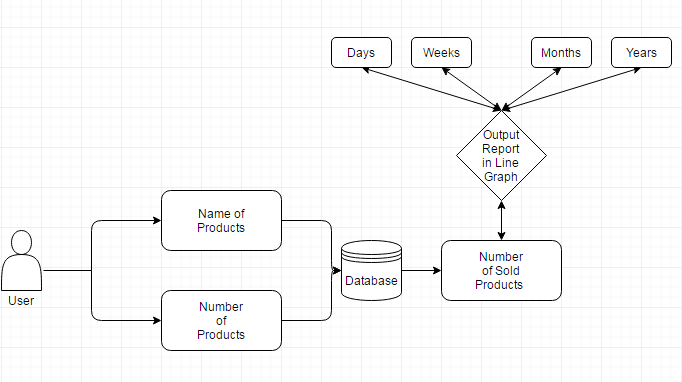 Days
Weeks
Months
Years
Output
Report
in Line
Graph
Name of
Products
User
Number
of
Products
Database
Number
of Sold
Products